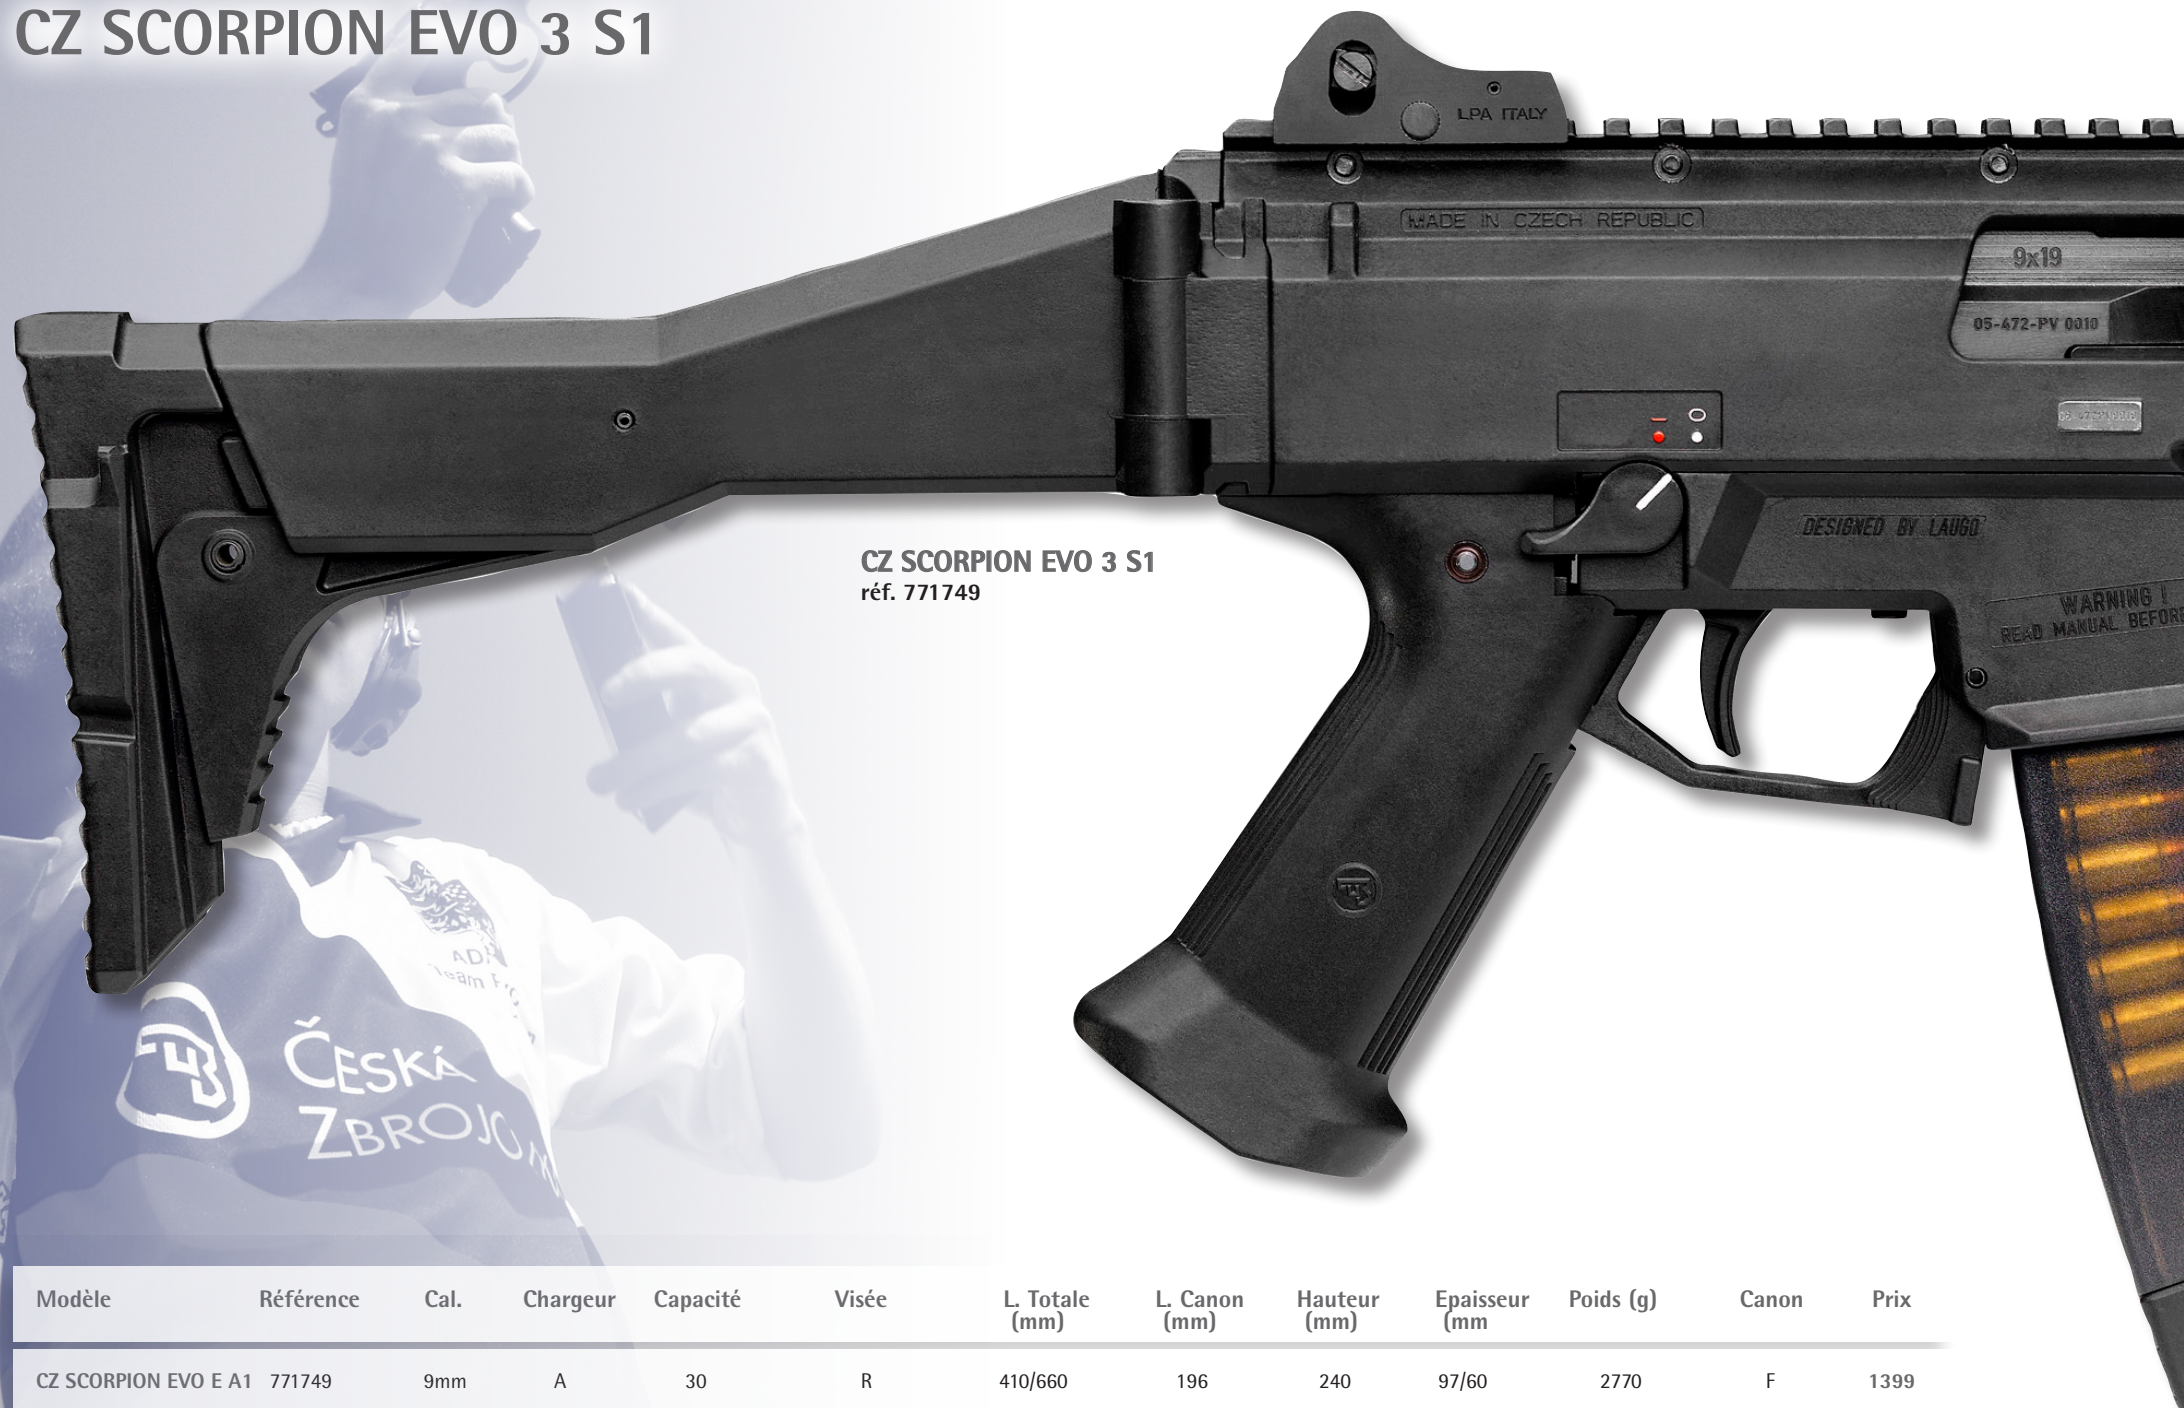 CZ SCORPION EVO 3 S1
LPA ITALY
MADE IN CZECH REPUBLIC
9x19
05-472-PV 0010
DESIGNED BY LAUGO
CZ SCORPION EVO 3 S1
réf. 771749
WARNING !
READ MANUAL BEFORE
ČESKÁ
Modèle Référence Cal. Chargeur Capacité Visée L. Totale (mm) L. Canon (mm) Hauteur (mm) Epaisseur (mm Poids (g) Canon Prix
CZ SCORPION EVO E A1 771749 9mm A 30 R 410/660 196 240 97/60 2770 F 1399